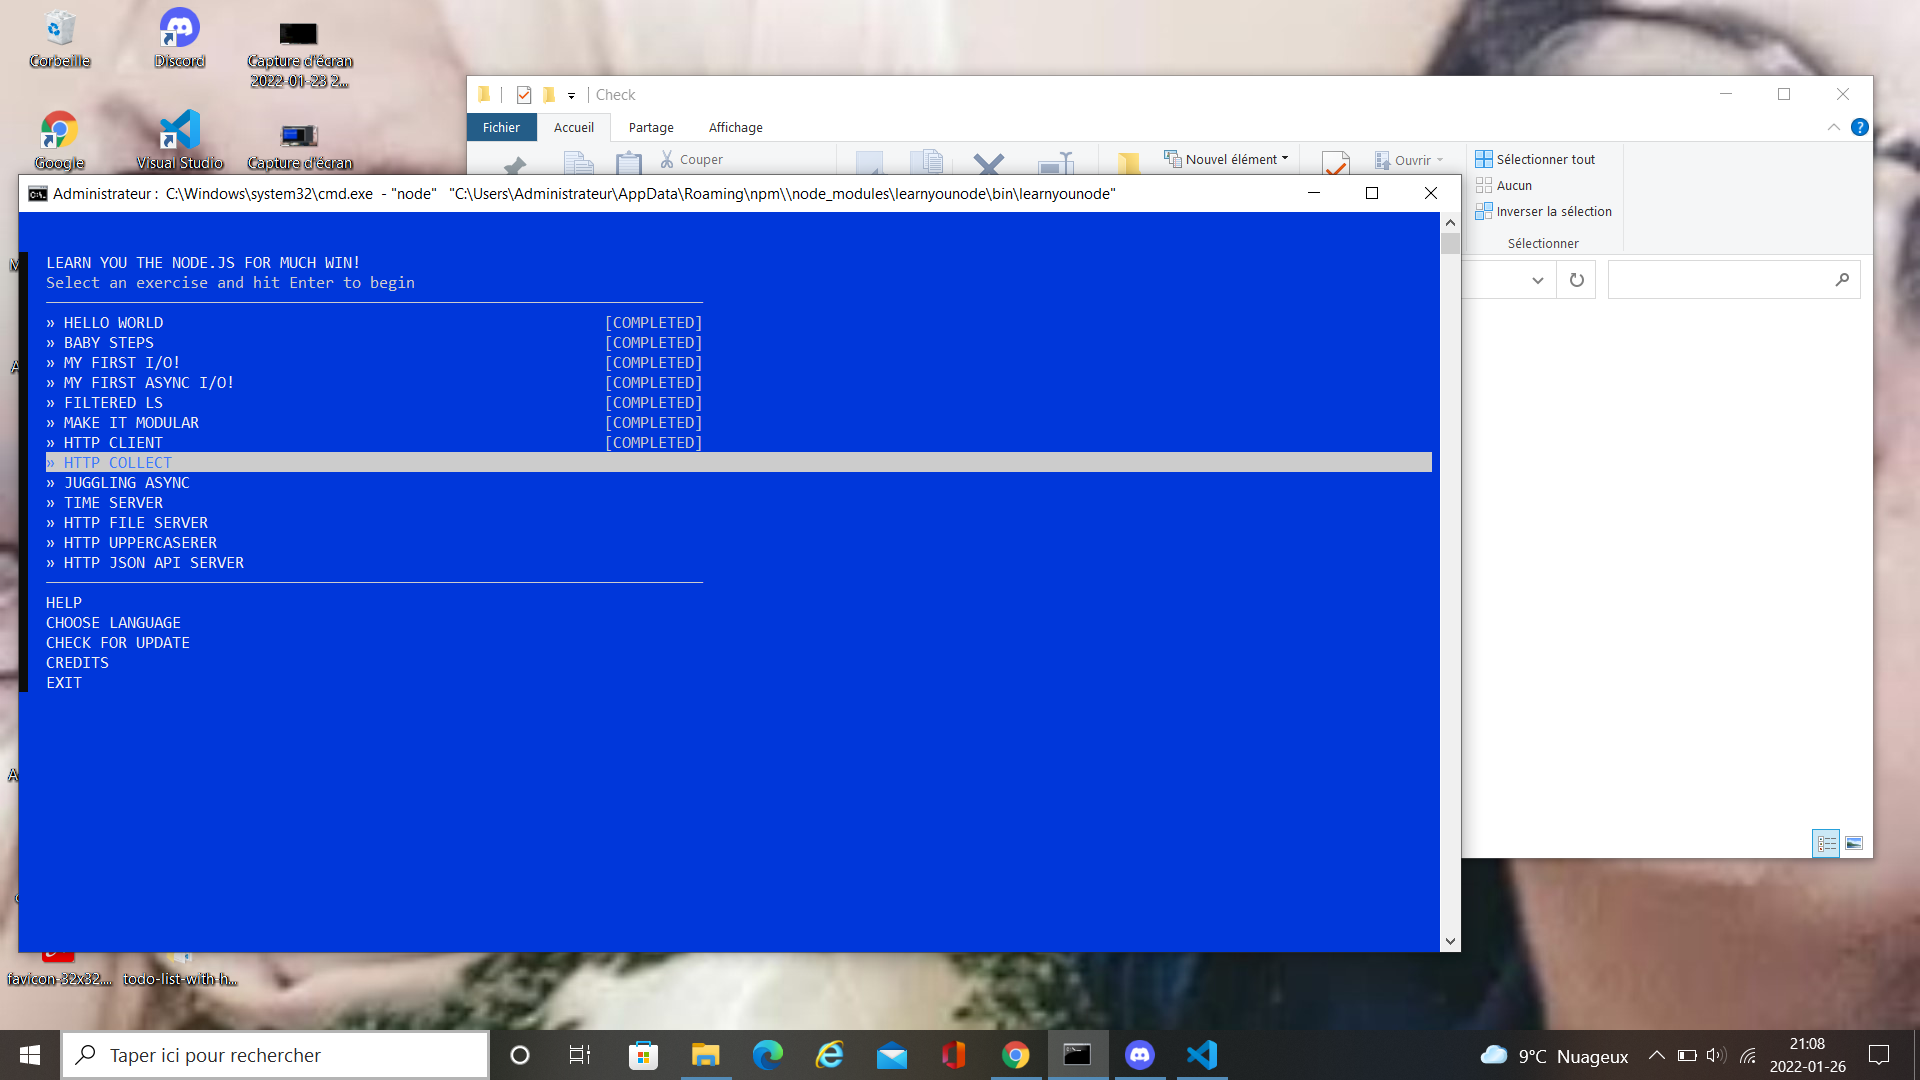 Corbeille
Discord
Capture d'écran
2022-01-23 2...
Google
Visual Studio
Capture d'écran
Check
Fichier
Accueil
Partage
Affichage
Couper
Nouvel élément
Ouvrir
Sélectionner tout
Aucun
Inverser la sélection
Sélectionner
Administrateur : C:\Windows\system32\cmd.exe - "node" "C:\Users\Administrateur\AppData\Roaming\npm\\node_modules\learnyounode\bin\learnyounode"
LEARN YOU THE NODE.JS FOR MUCH WIN!
Select an exercise and hit Enter to begin
» HELLO WORLD [COMPLETED]
» BABY STEPS [COMPLETED]
» MY FIRST I/O! [COMPLETED]
» MY FIRST ASYNC I/O! [COMPLETED]
» FILTERED LS [COMPLETED]
» MAKE IT MODULAR [COMPLETED]
» HTTP CLIENT [COMPLETED]
» HTTP COLLECT
» JUGGLING ASYNC
» TIME SERVER
» HTTP FILE SERVER
» HTTP UPPERCASERER
» HTTP JSON API SERVER
HELP
CHOOSE LANGUAGE
CHECK FOR UPDATE
CREDITS
EXIT
favicon-32x32....
todo-list-with-h...
Taper ici pour rechercher
9°C Nuageux
21:08
2022-01-26